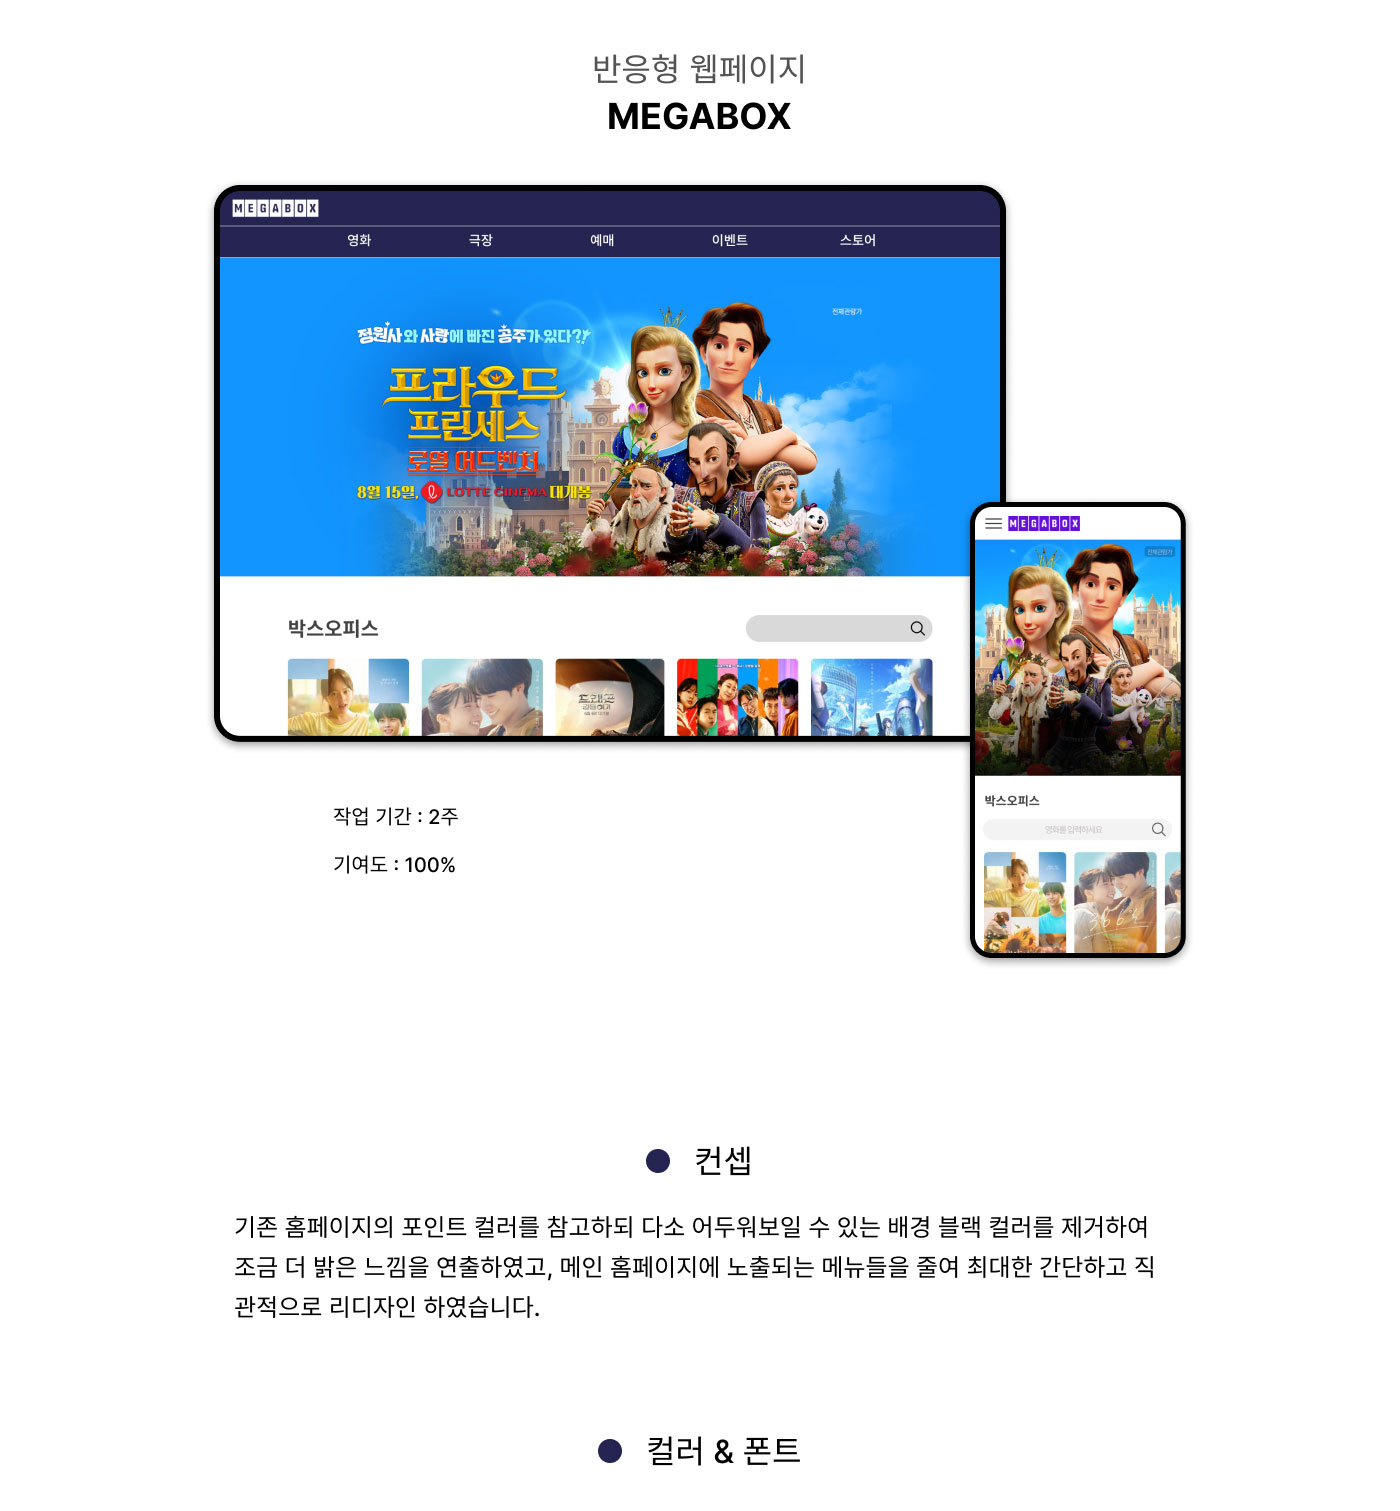 반응형 웹페이지
MEGABOX
MEGABOX
영화 극장 예매 이벤트 스토어
전체관람가
정원사와 사랑에 빠진 공주가 있다?!
프라우드
프린세스
로열 어드벤처
8월 15일, LOTTE CINEMA 대개봉
박스오피스
MEGABOX
전체관람가
박스오피스
영화를 입력하세요
작업 기간 : 2주
기여도 : 100%
컨셉
기존 홈페이지의 포인트 컬러를 참고하되 다소 어두워보일 수 있는 배경 블랙 컬러를 제거하여
조금 더 밝은 느낌을 연출하였고, 메인 홈페이지에 노출되는 메뉴들을 줄여 최대한 간단하고 직
관적으로 리디자인 하였습니다.
컬러 & 폰트